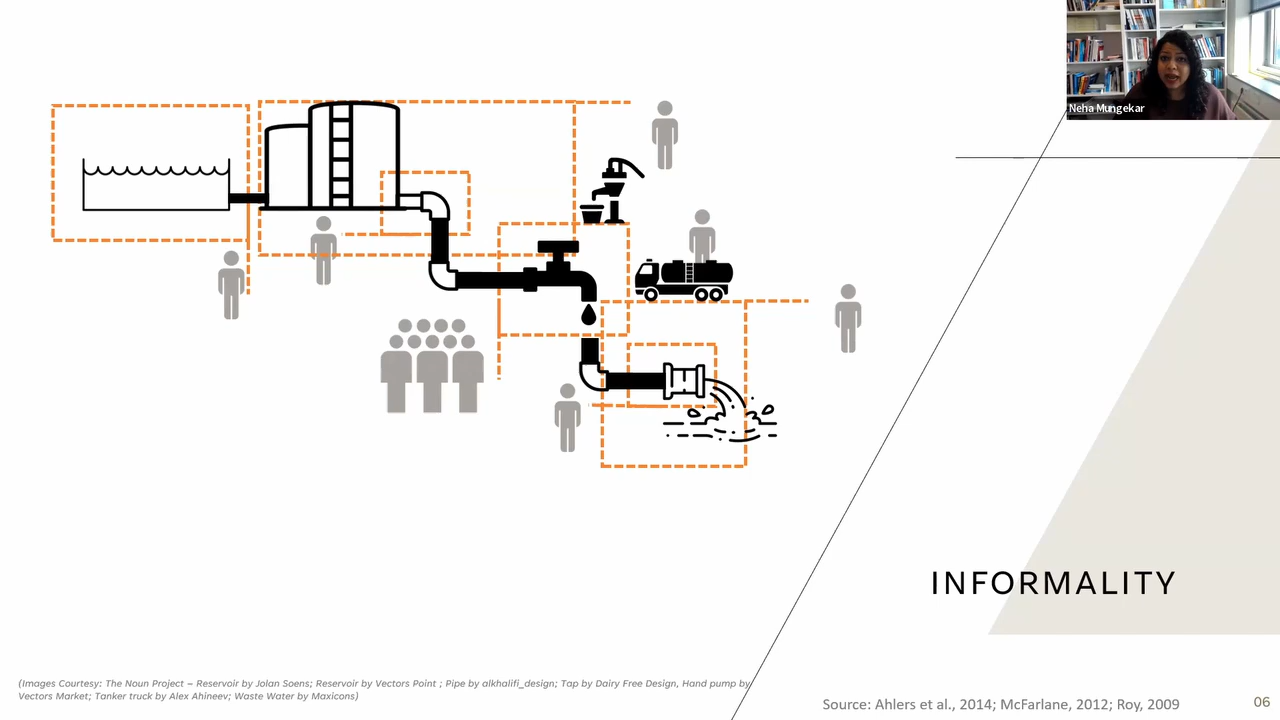 Neha Mungekar
INFORMALITY
(Images Courtesy: The Noun Project – Reservoir by Jolan Soens; Reservoir by Vectors Point ; Pipe by alkhalifi_design; Tap by Dairy Free Design, Hand pump by
Vectors Market; Tanker truck by Alex Ahineev; Waste Water by Maxicons)
Source: Ahlers et al., 2014; McFarlane, 2012; Roy, 2009
06